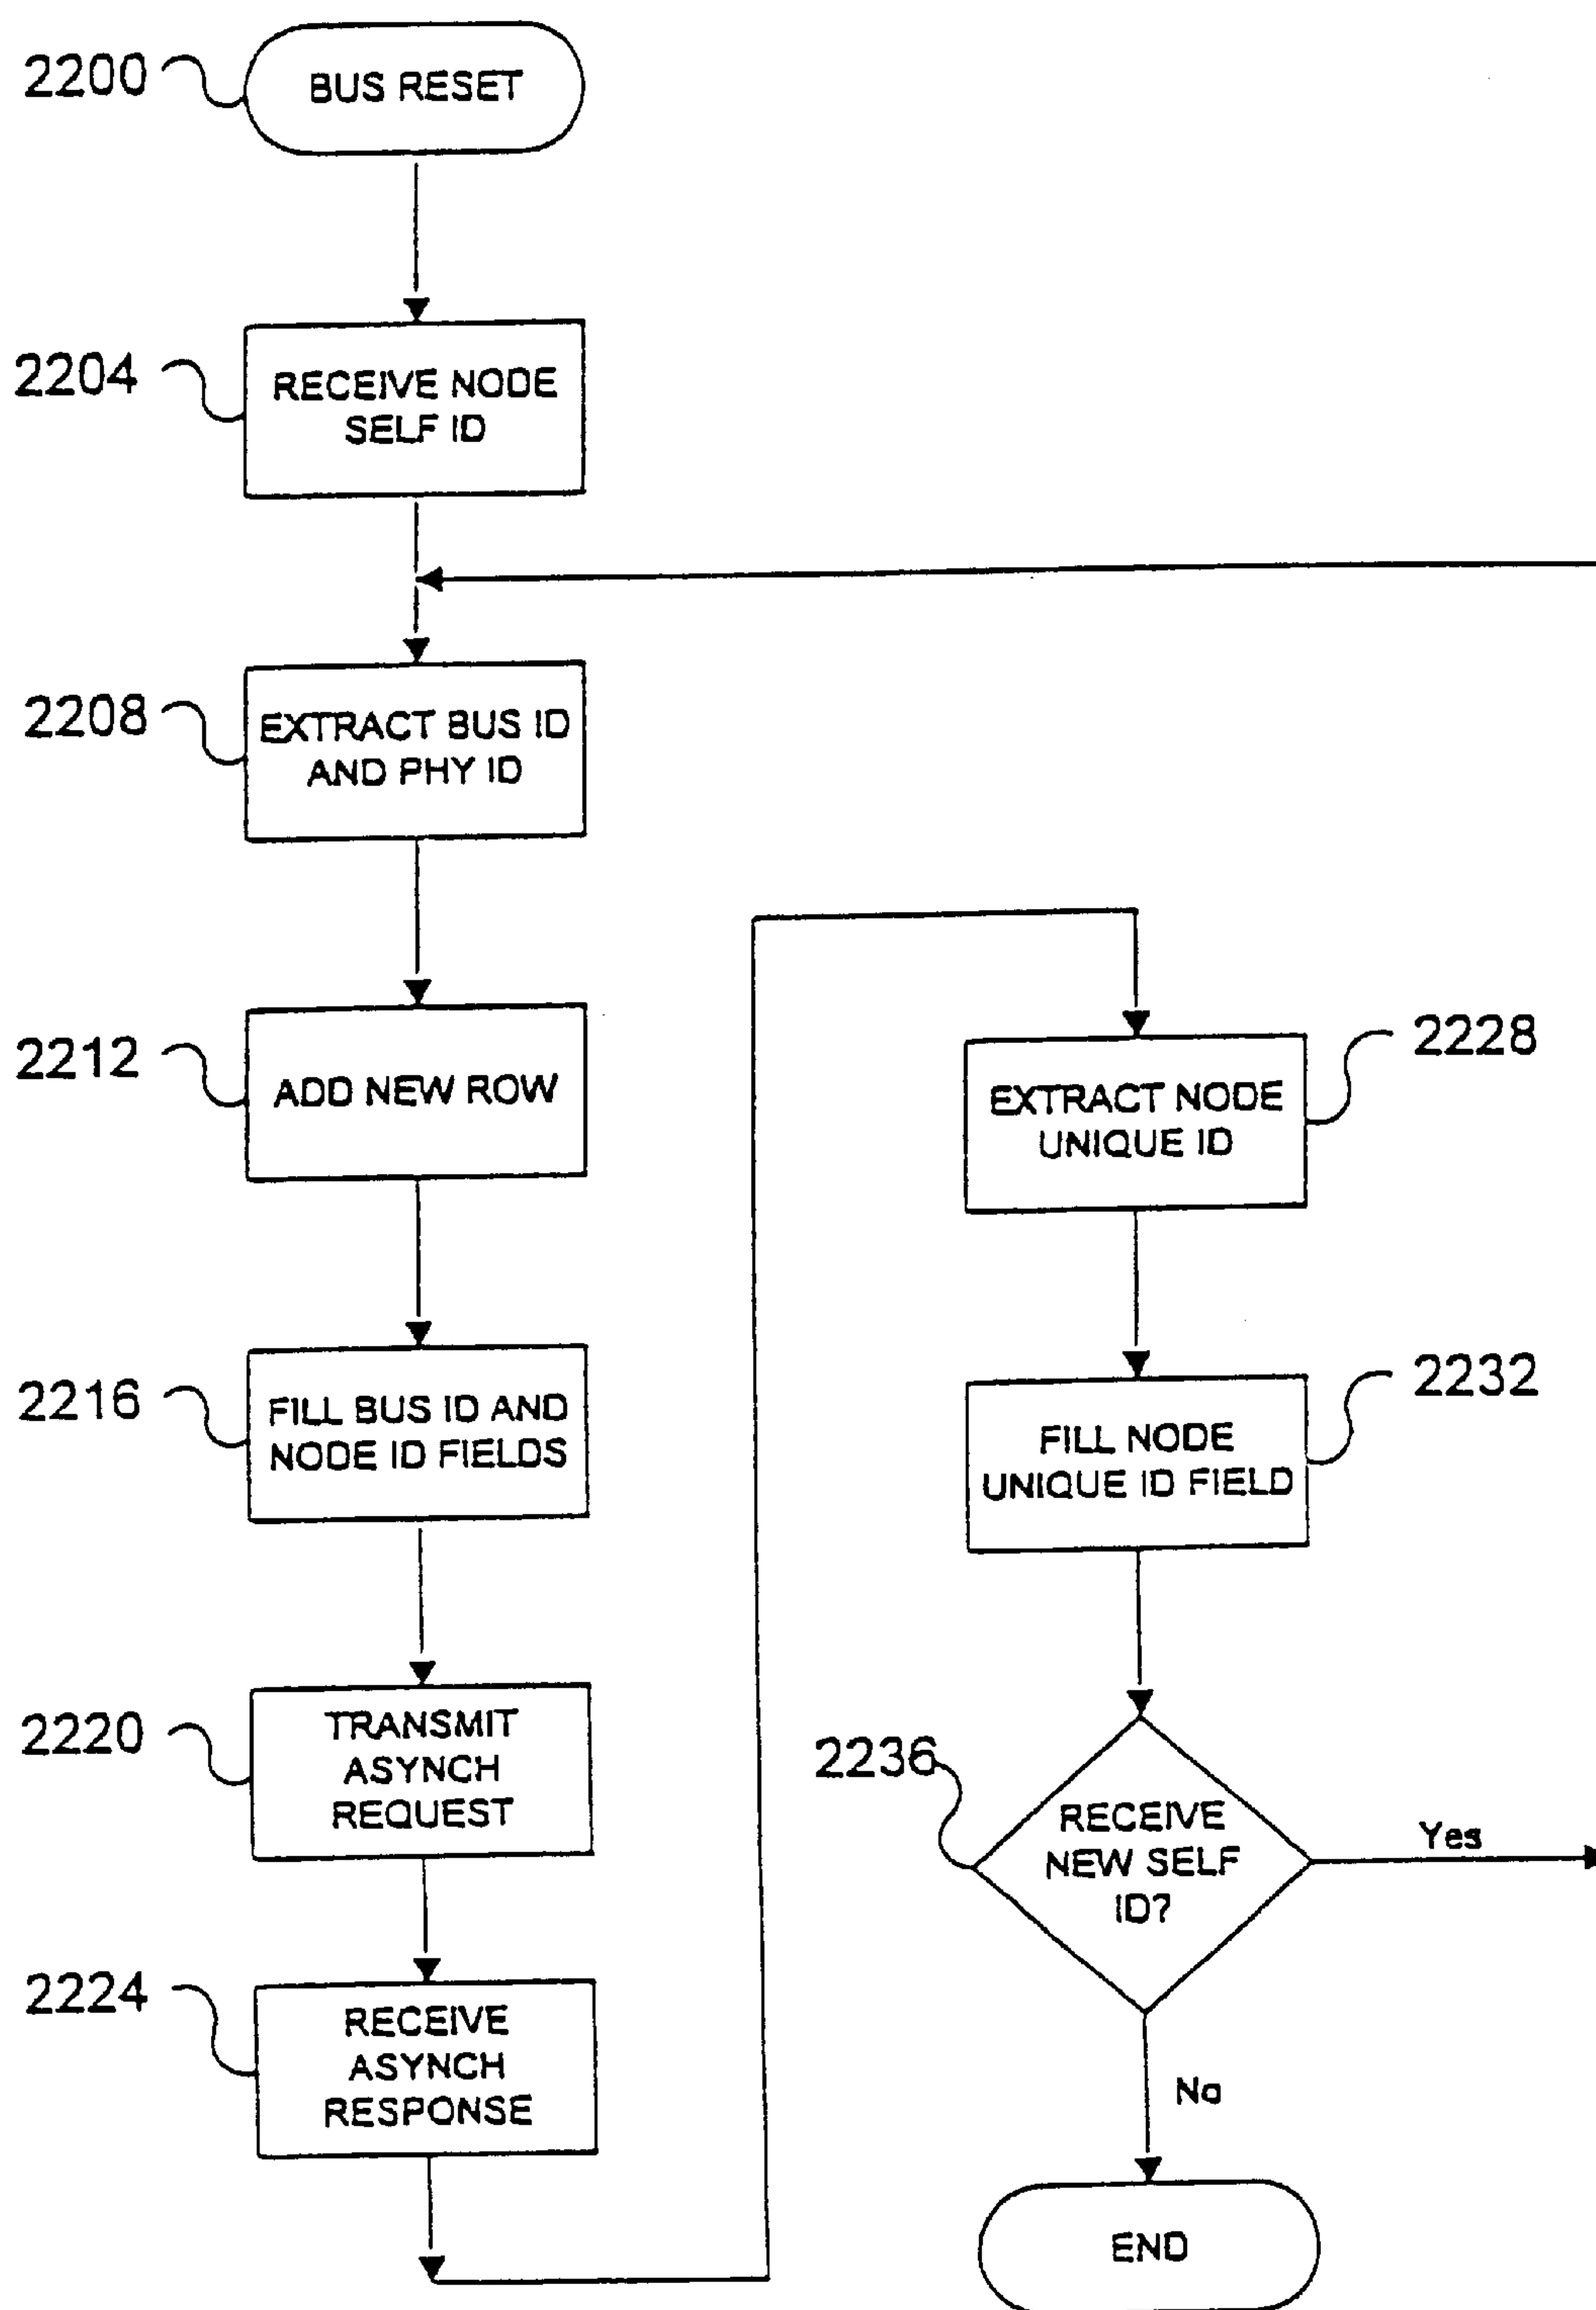 2200
BUS RESET
2204
RECEIVE NODE
SELF ID
2208
EXTRACT BUS ID
AND PHY ID
2212
ADD NEW ROW
2216
FILL BUS ID AND
NODE ID FIELDS
2220
TRANSMIT
ASYNCH
REQUEST
2224
RECEIVE
ASYNCH
RESPONSE
2228
EXTRACT NODE
UNIQUE ID
2232
FILL NODE
UNIQUE ID FIELD
2236
RECEIVE
NEW SELF
ID?
Yes
No
END